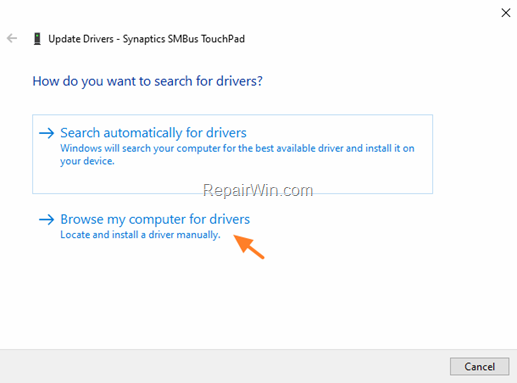 Update Drivers - Synaptics SMBus TouchPad
How do you want to search for drivers?
Search automatically for drivers
Windows will search your computer for the best available driver and install it on
your device.
RepairWin.com
Browse my computer for drivers
Locate and install a driver manually.
Cancel